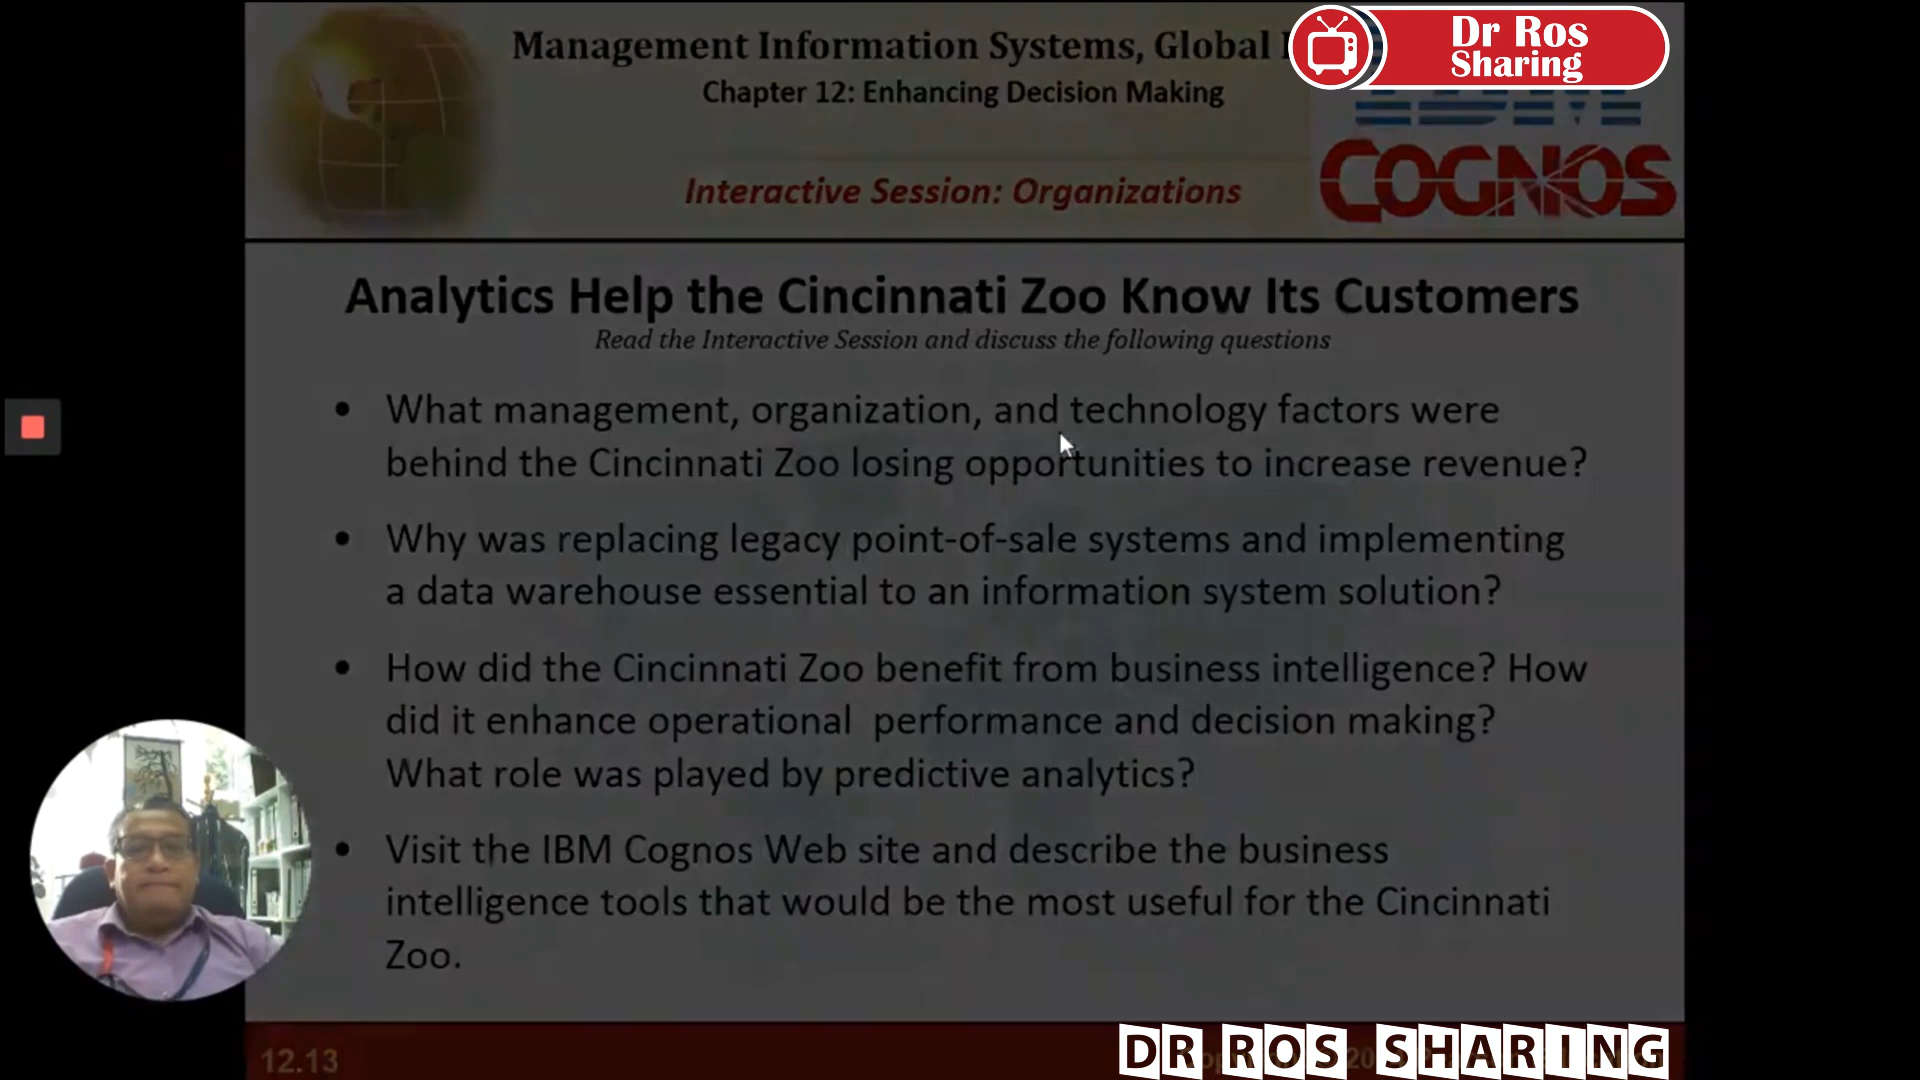 Management Information Systems, Global
Dr Ros
Sharing
Chapter 12: Enhancing Decision Making
IBM
COGNOS
Interactive Session: Organizations
Analytics Help the Cincinnati Zoo Know Its Customers
Read the Interactive Session and discuss the following questions
• What management, organization, and technology factors were
behind the Cincinnati Zoo losing opportunities to increase revenue?
• Why was replacing legacy point-of-sale systems and implementing
a data warehouse essential to an information system solution?
• How did the Cincinnati Zoo benefit from business intelligence? How
did it enhance operational performance and decision making?
What role was played by predictive analytics?
• Visit the IBM Cognos Web site and describe the business
intelligence tools that would be the most useful for the Cincinnati
Zoo.
12.13
DR ROS SHARING